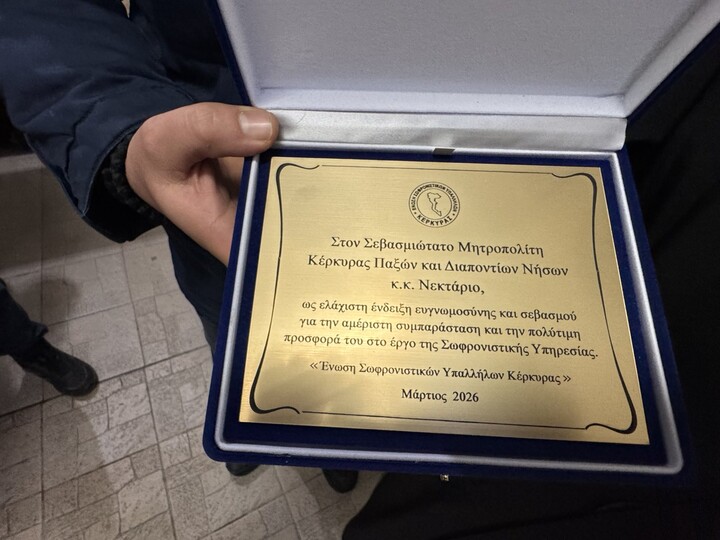 ΕΝΩΣΗ ΣΩΦΡΟΝΙΣΤΙΚΩΝ ΥΠΑΛΛΗΛΩΝ
ΚΕΡΚΥΡΑΣ
Στον Σεβασμιώτατο Μητροπολίτη
Κέρκυρας Παξών και Διαποντίων Νήσων
κ.κ. Νεκτάριο,
ως ελάχιστη ένδειξη ευγνωμοσύνης και σεβασμού
για την αμέριστη συμπαράσταση και την πολύτιμη
προσφορά του στο έργο της Σωφρονιστικής Υπηρεσίας.
«Ένωση Σωφρονιστικών Υπαλλήλων Κέρκυρας»
Μάρτιος 2026